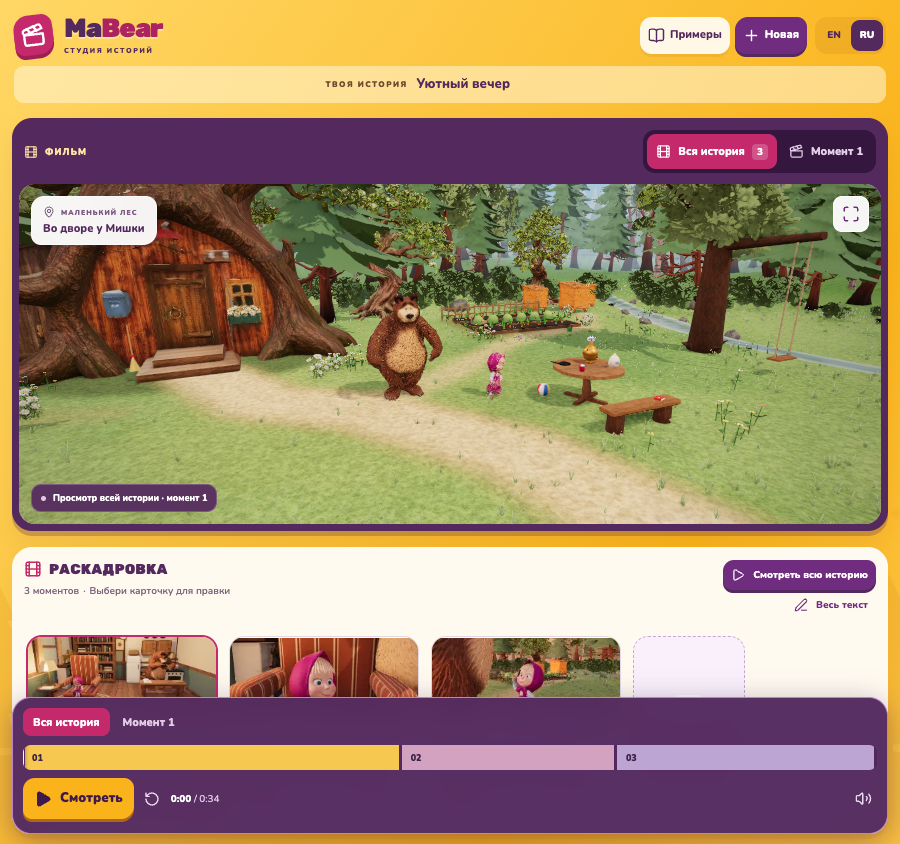 MaBear
СТУДИЯ ИСТОРИЙ
Примеры
Новая
EN
RU
ТВОЯ ИСТОРИЯ Уютный вечер
ФИЛЬМ
Вся история 3
Момент 1
МАЛЕНЬКИЙ ЛЕС
Во дворе у Мишки
Просмотр всей истории · момент 1
РАСКАДРОВКА
3 моментов · Выбери карточку для правки
Смотреть всю историю
Весь текст
Вся история
Момент 1
01
02
03
Смотреть
0:00 / 0:34